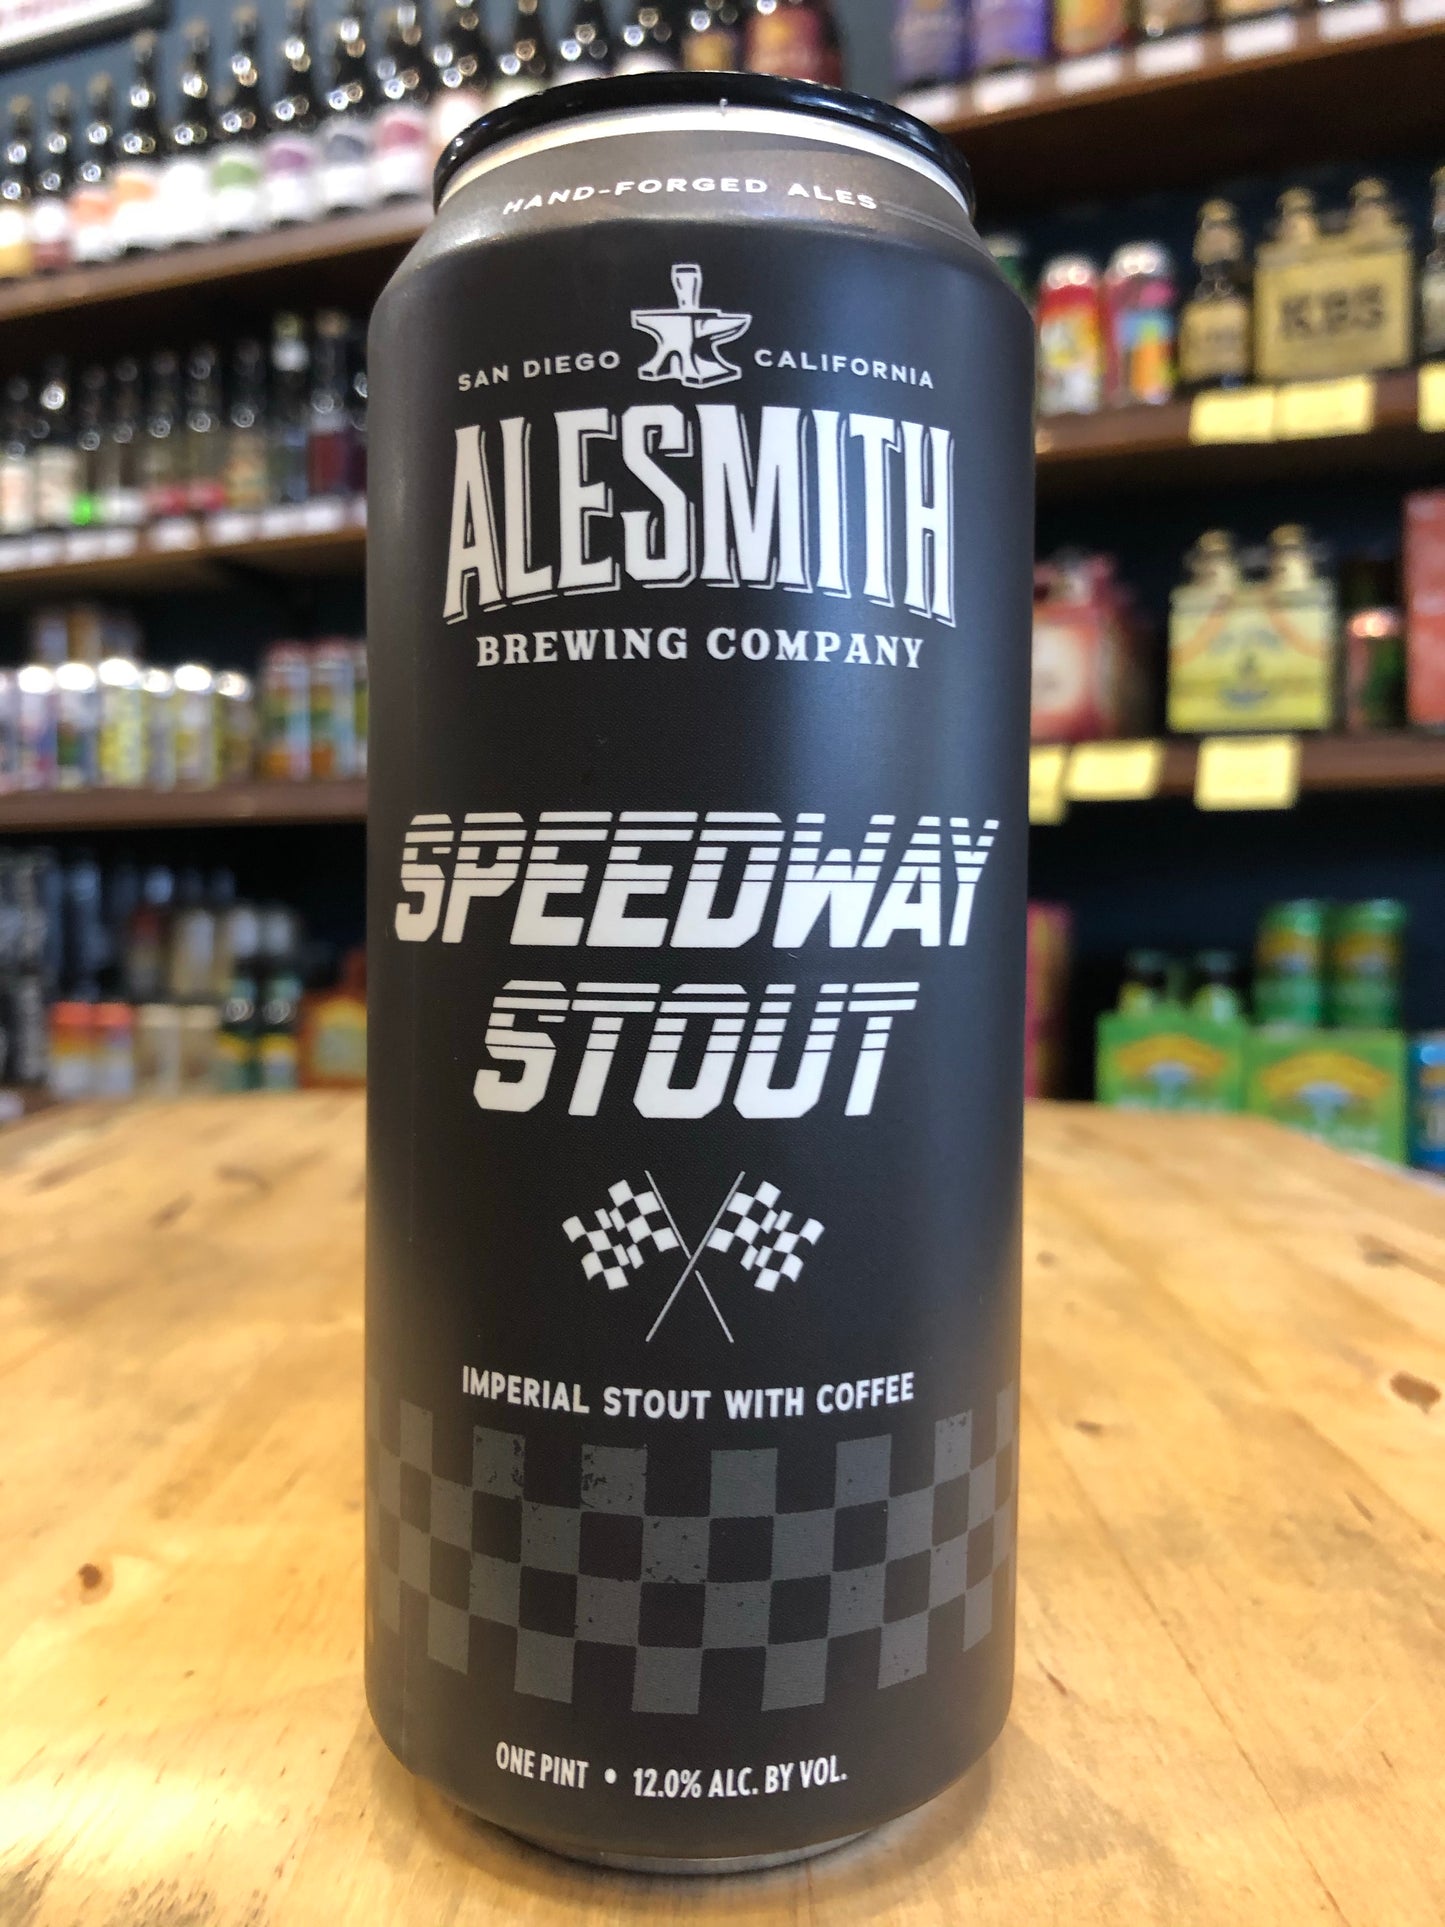 HAND-FORGED ALES
SAN DIEGO CALIFORNIA
ALESMITH
BREWING COMPANY
SPEEDWAY
STOUT
IMPERIAL STOUT WITH COFFEE
ONE PINT • 12.0% ALC. BY VOL.
KBS